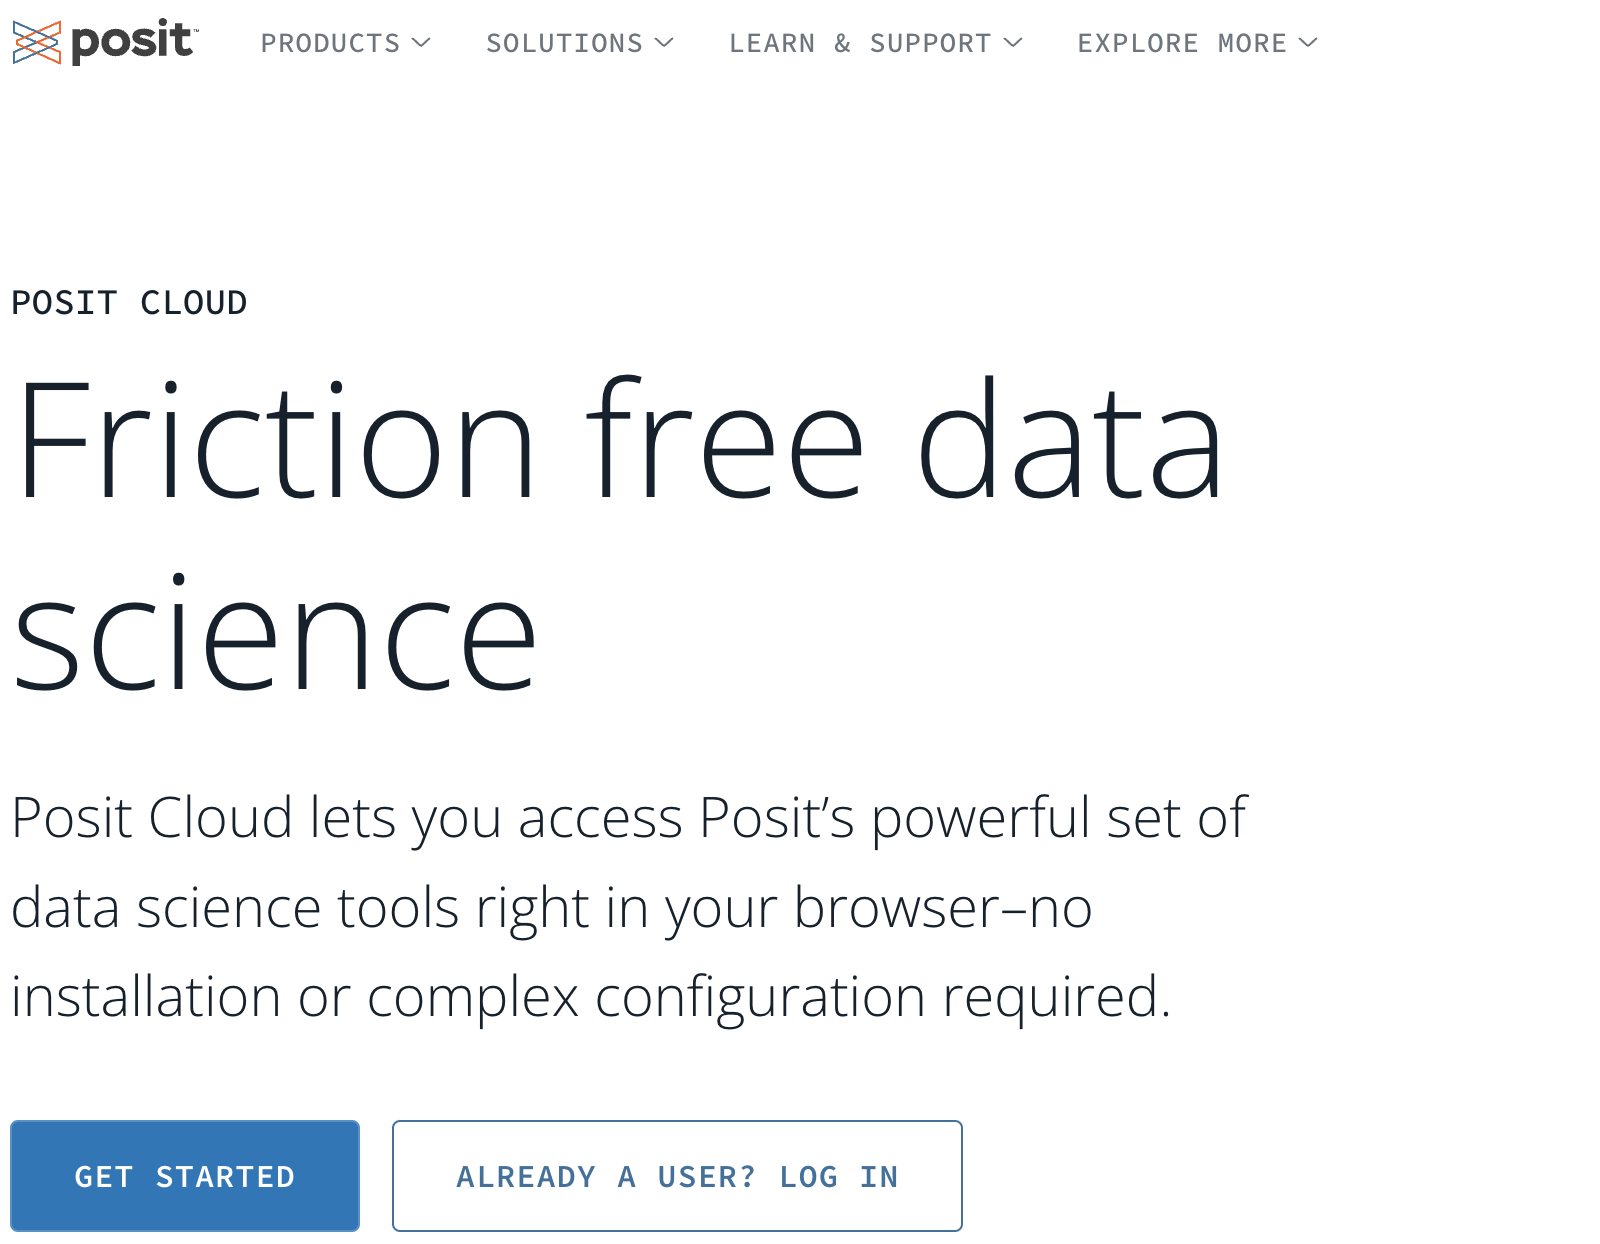 posit™ PRODUCTS SOLUTIONS LEARN & SUPPORT EXPLORE MORE
POSIT CLOUD
Friction free data
science
Posit Cloud lets you access Posit’s powerful set of
data science tools right in your browser–no
installation or complex configuration required.
GET STARTED ALREADY A USER? LOG IN